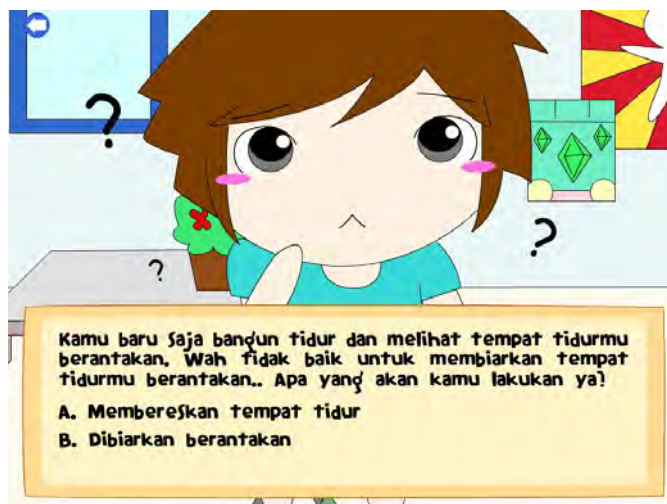 ?
?
?
Kamu baru Saja bangun tidur dan melihat tempat tidurmu
berantakan. Wah tidak baik untuk membiarkan tempat
tidurmu berantakan.. Apa yang akan kamu lakukan ya?
A. MembereSkan tempat tidur
B. Dibiarkan berantakan